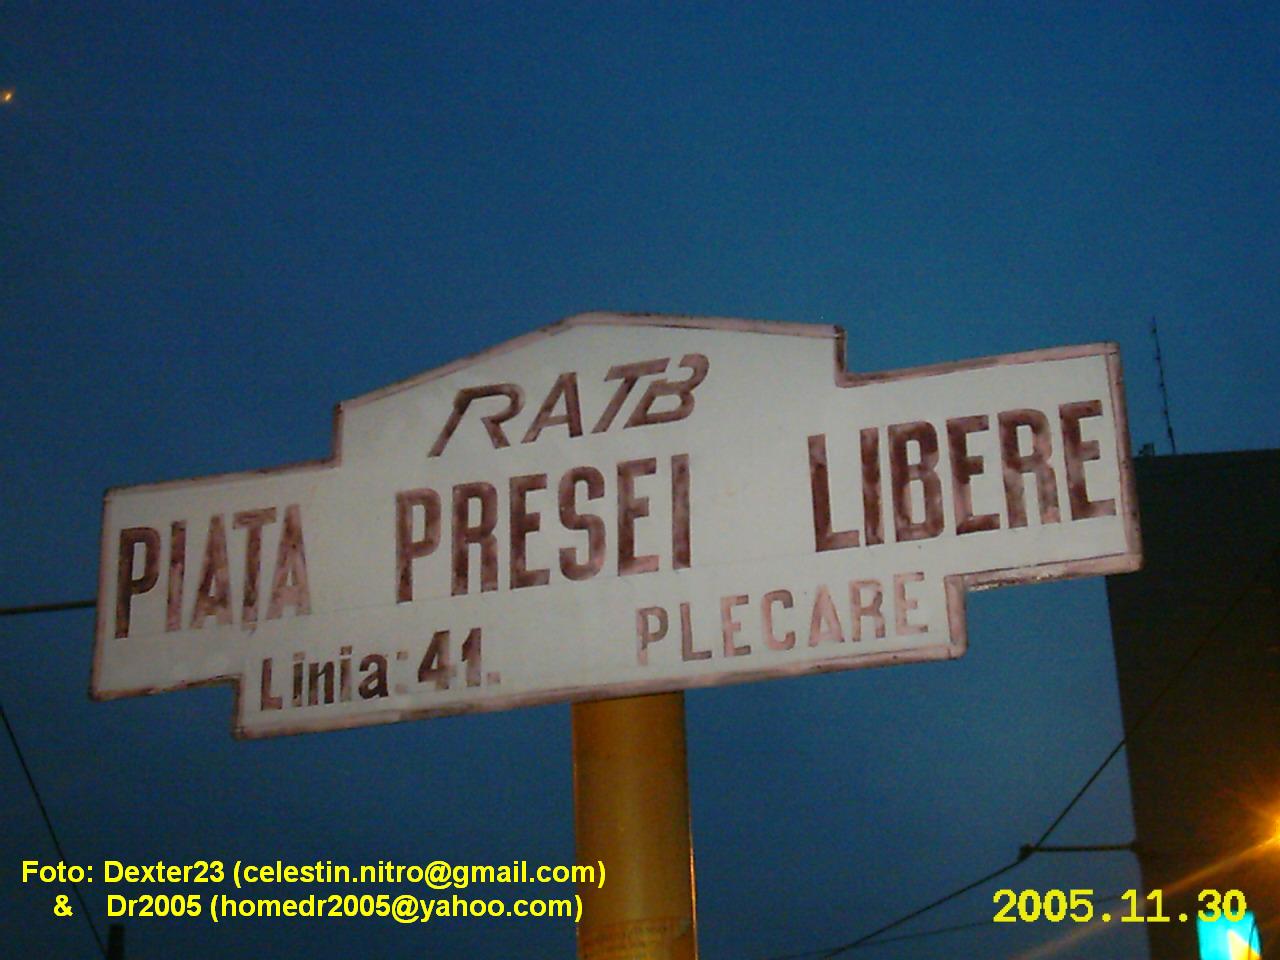 RATB
PIAȚA PRESEI LIBERE
Linia: 41. PLECARE
Foto: Dexter23 (celestin.nitro@gmail.com)
& Dr2005 (homedr2005@yahoo.com)
2005.11.30